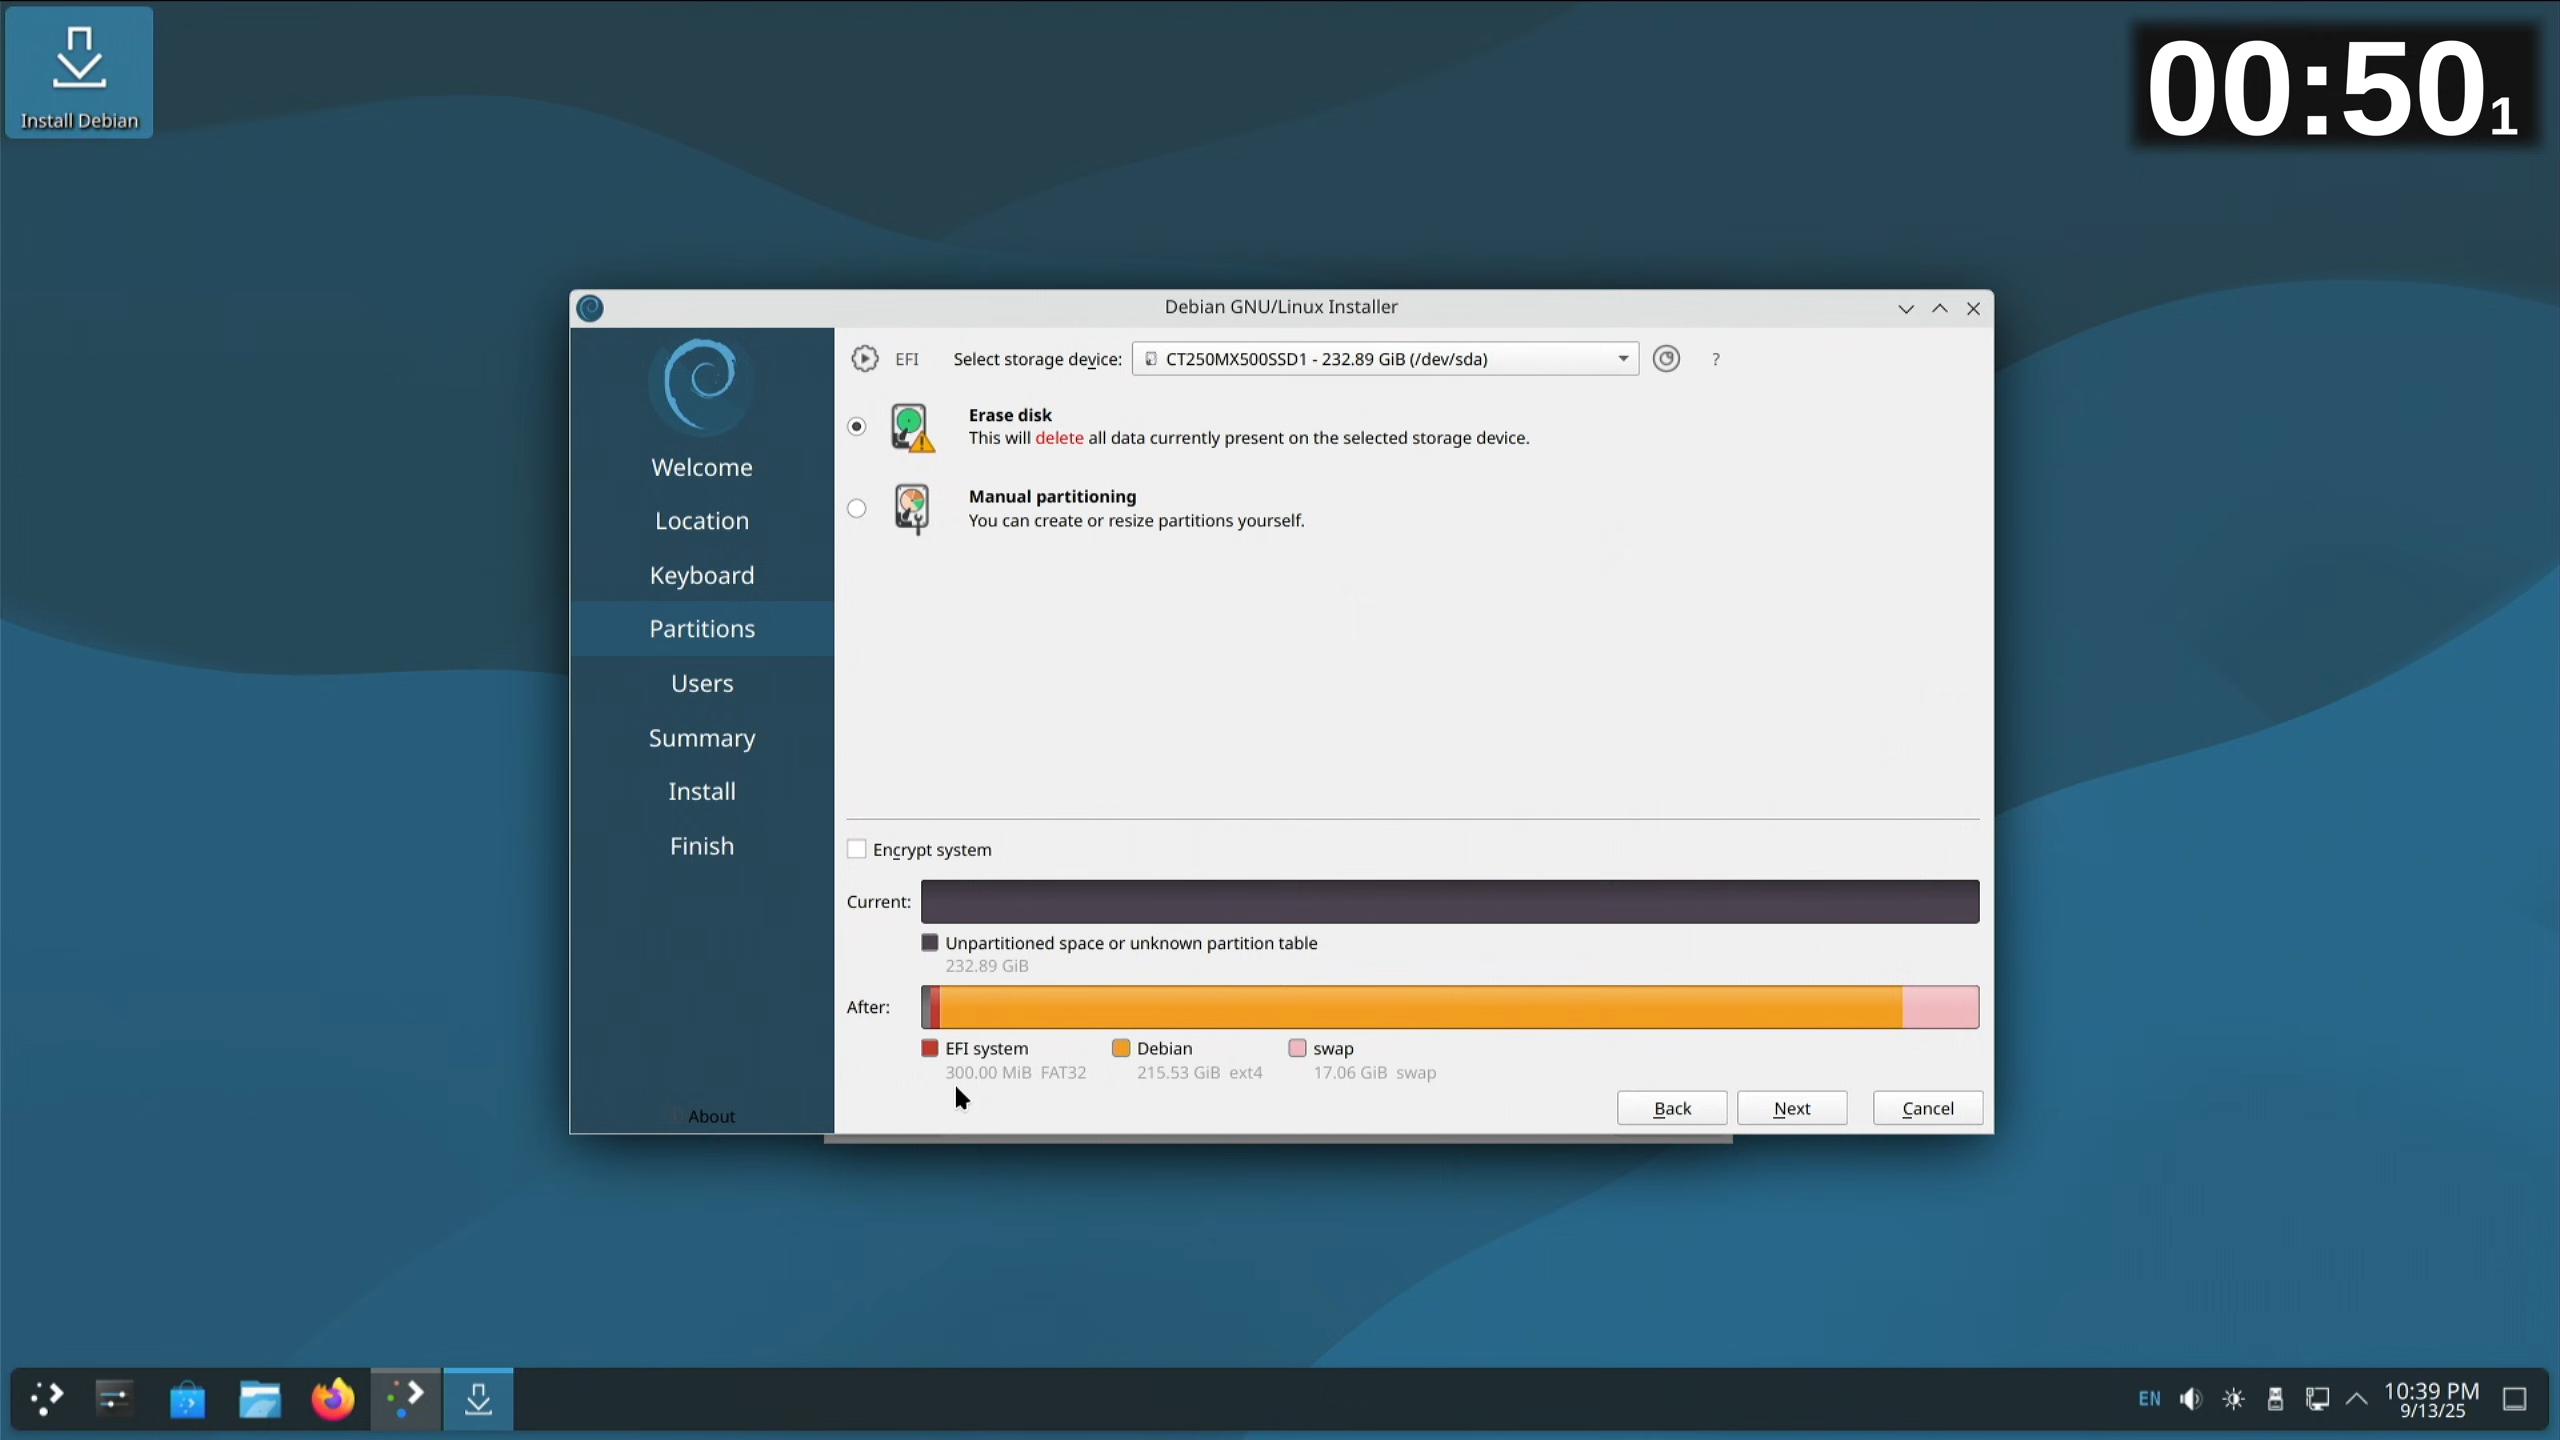 Install Debian
00:50 1
Debian GNU/Linux Installer
EFI
Select storage device:
CT250MX500SSD1 - 232.89 GiB (/dev/sda)
?
Erase disk
This will delete all data currently present on the selected storage device.
Manual partitioning
You can create or resize partitions yourself.
Welcome
Location
Keyboard
Partitions
Users
Summary
Install
Finish
About
Encrypt system
Current:
Unpartitioned space or unknown partition table
232.89 GiB
After:
EFI system
300.00 MiB FAT32
Debian
215.53 GiB ext4
swap
17.06 GiB swap
Back
Next
Cancel
EN
10:39 PM
9/13/25